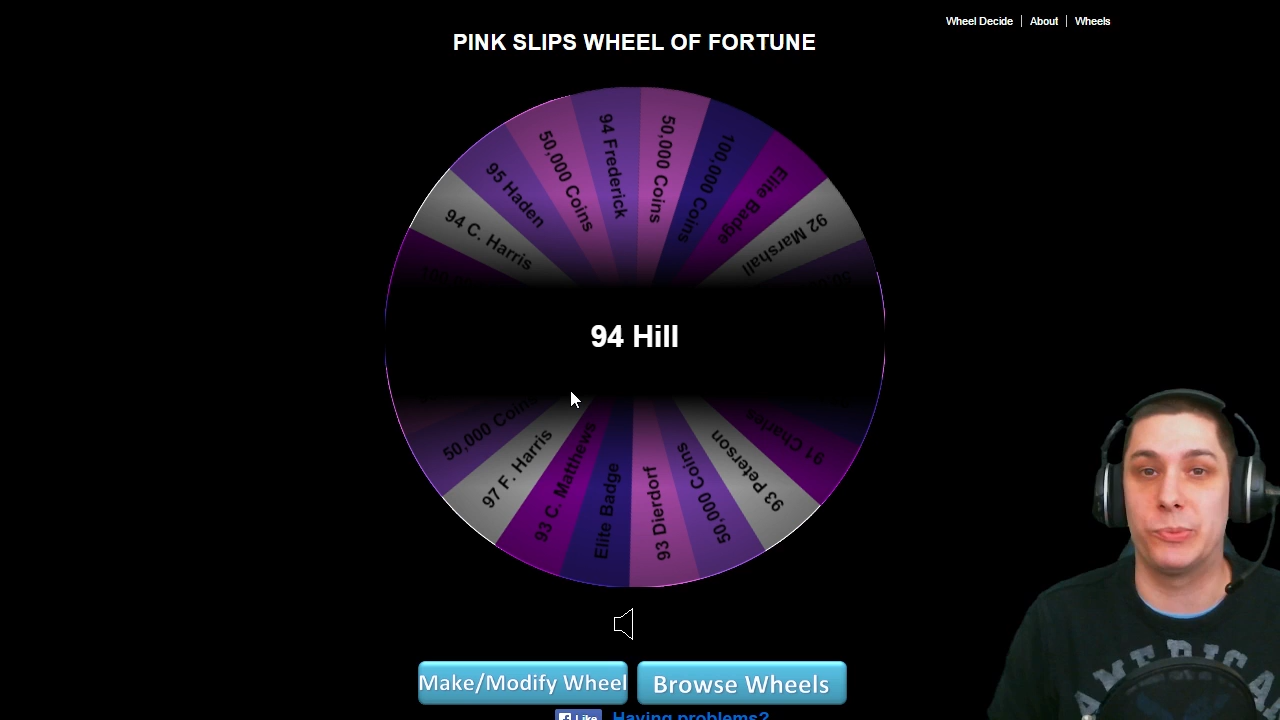 Wheel Decide
About
Wheels
PINK SLIPS WHEEL OF FORTUNE
94 C. Harris
95 Haden
50,000 Coins
94 Frederick
50,000 Coins
100,000 Coins
Elite Badge
92 Marshall
94 Hill
50,000 Coins
97 F. Harris
93 C. Matthews
Elite Badge
93 Dierdorf
50,000 Coins
93 Peterson
91 Charles
Make/Modify Wheel
Browse Wheels
Like
Having problems?
AMERICA